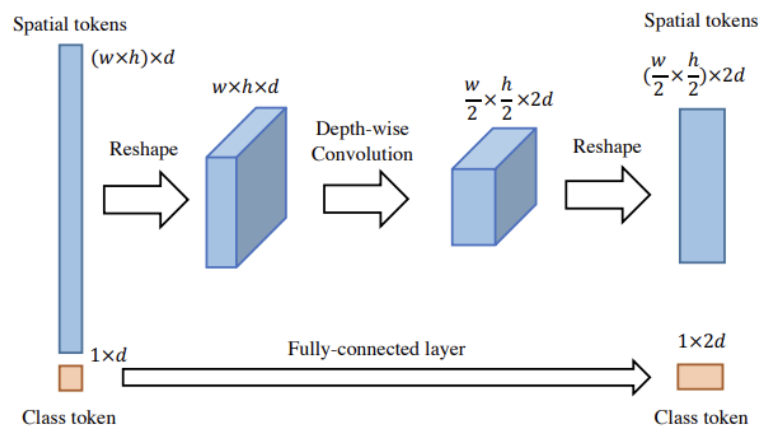 Spatial tokens
(w×h)×d
Reshape
w×h×d
Depth-wise
Convolution
w/2 × h/2 ×2d
Reshape
Spatial tokens
(w/2 × h/2)×2d
1×d
Class token
Fully-connected layer
1×2d
Class token